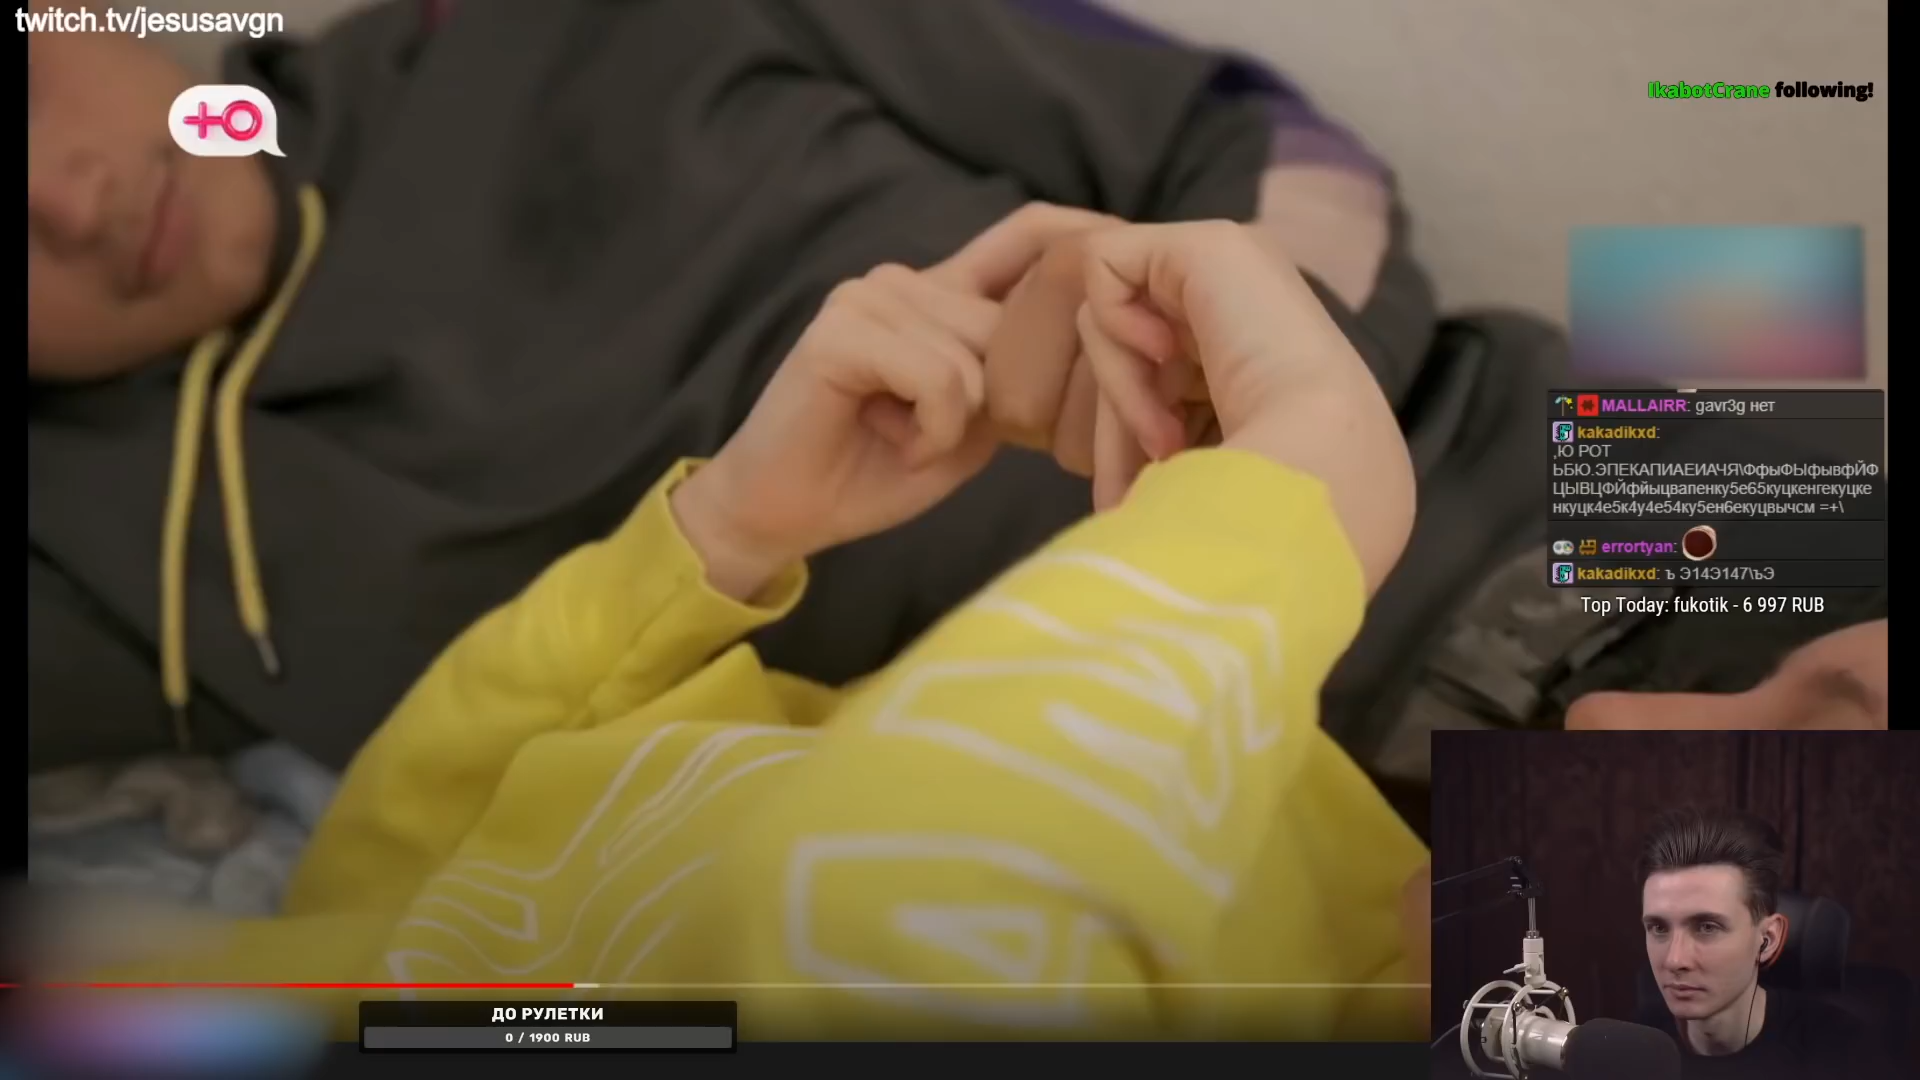 twitch.tv/jesusavgn
+Ю
IkabotCrane following!
MALLAIRR: gavr3g нет
kakadikxd:
,Ю РОТ
ЬБЮ.ЭПЕКАПИАЕИАЧЯ\ФфыФЫфывфЙФ
ЦЫВЦФЙфйыцвапенку5е65куцкенгекуцке
нкуцк4е5к4у4е54ку5ен6екуцвычсм =+\
errortyan:
kakadikxd: ъ Э14Э147\ъЭ
Top Today: fukotik - 6 997 RUB
ДО РУЛЕТКИ
0 / 1900 RUB